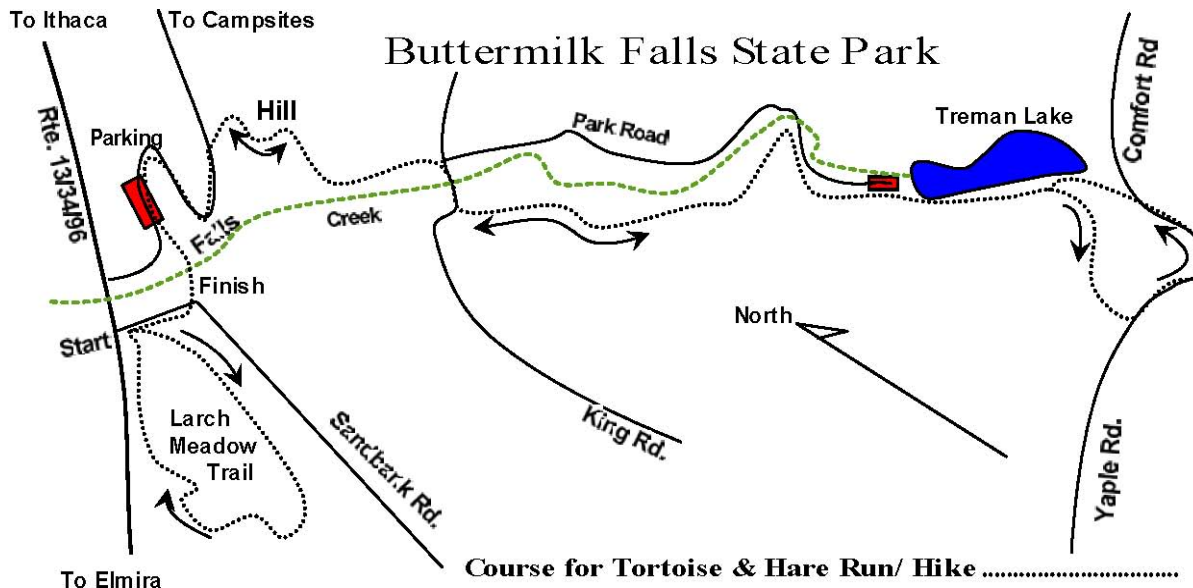 To Ithaca
To Campsites
Buttermilk Falls State Park
Comfort Rd
Rte. 13/34/96
Parking
Hill
Park Road
Treman Lake
Falls
Creek
Finish
Start
North
Larch
Meadow
Trail
Sandbank Rd.
King Rd.
Yaple Rd.
To Elmira
Course for Tortoise & Hare Run/ Hike ......................